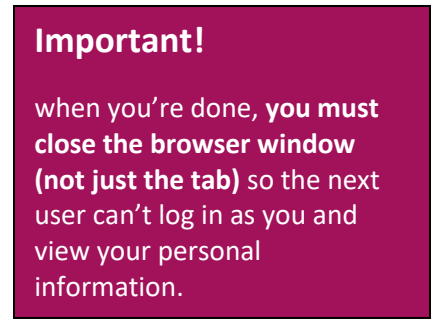 Important!
when you’re done, you must
close the browser window
(not just the tab) so the next
user can’t log in as you and
view your personal
information.